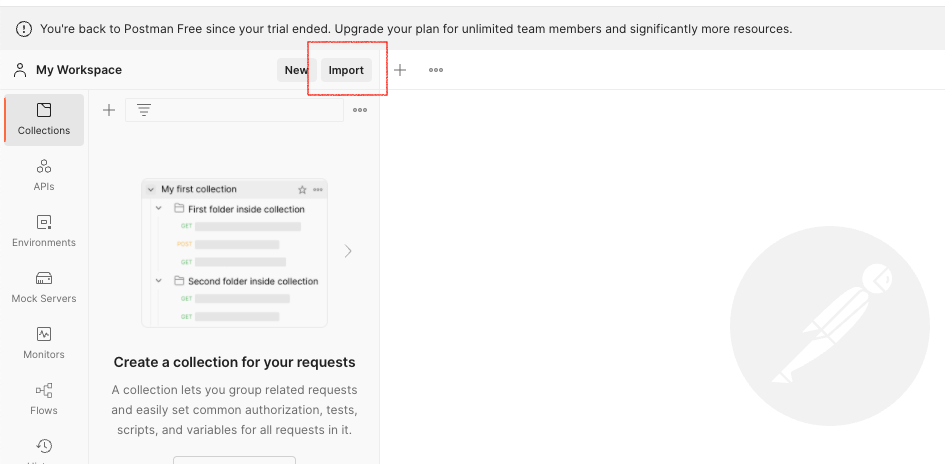 You're back to Postman Free since your trial ended. Upgrade your plan for unlimited team members and significantly more resources.
My Workspace
New
Import
Collections
APIs
Environments
Mock Servers
Monitors
Flows
My first collection
First folder inside collection
GET
POST
GET
Second folder inside collection
GET
GET
Create a collection for your requests
A collection lets you group related requests
and easily set common authorization, tests,
scripts, and variables for all requests in it.